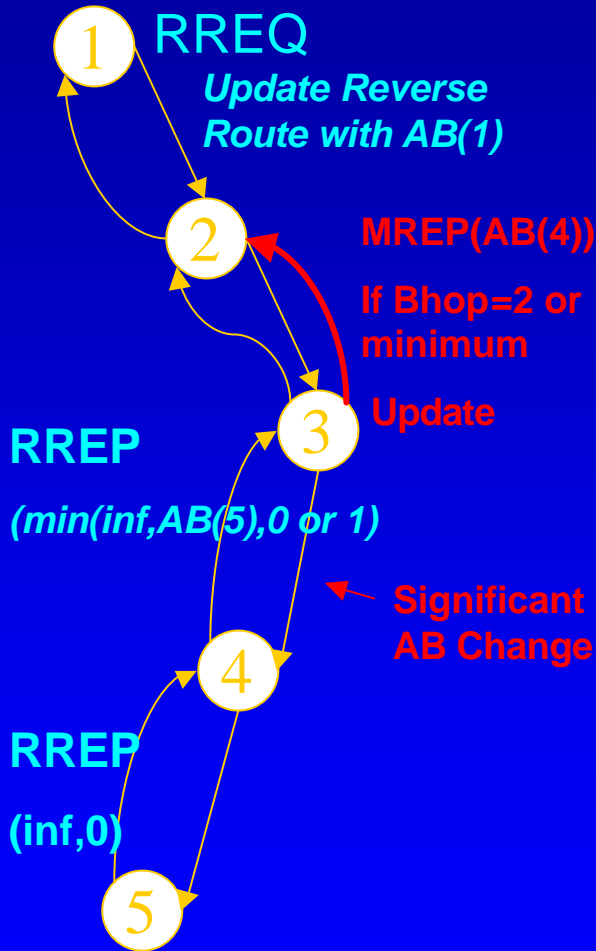 1
RREQ
Update Reverse
Route with AB(1)
2
MREP(AB(4))
If Bhop=2 or
minimum
Update
3
RREP
(min(inf,AB(5),0 or 1)
Significant
AB Change
4
RREP
(inf,0)
5